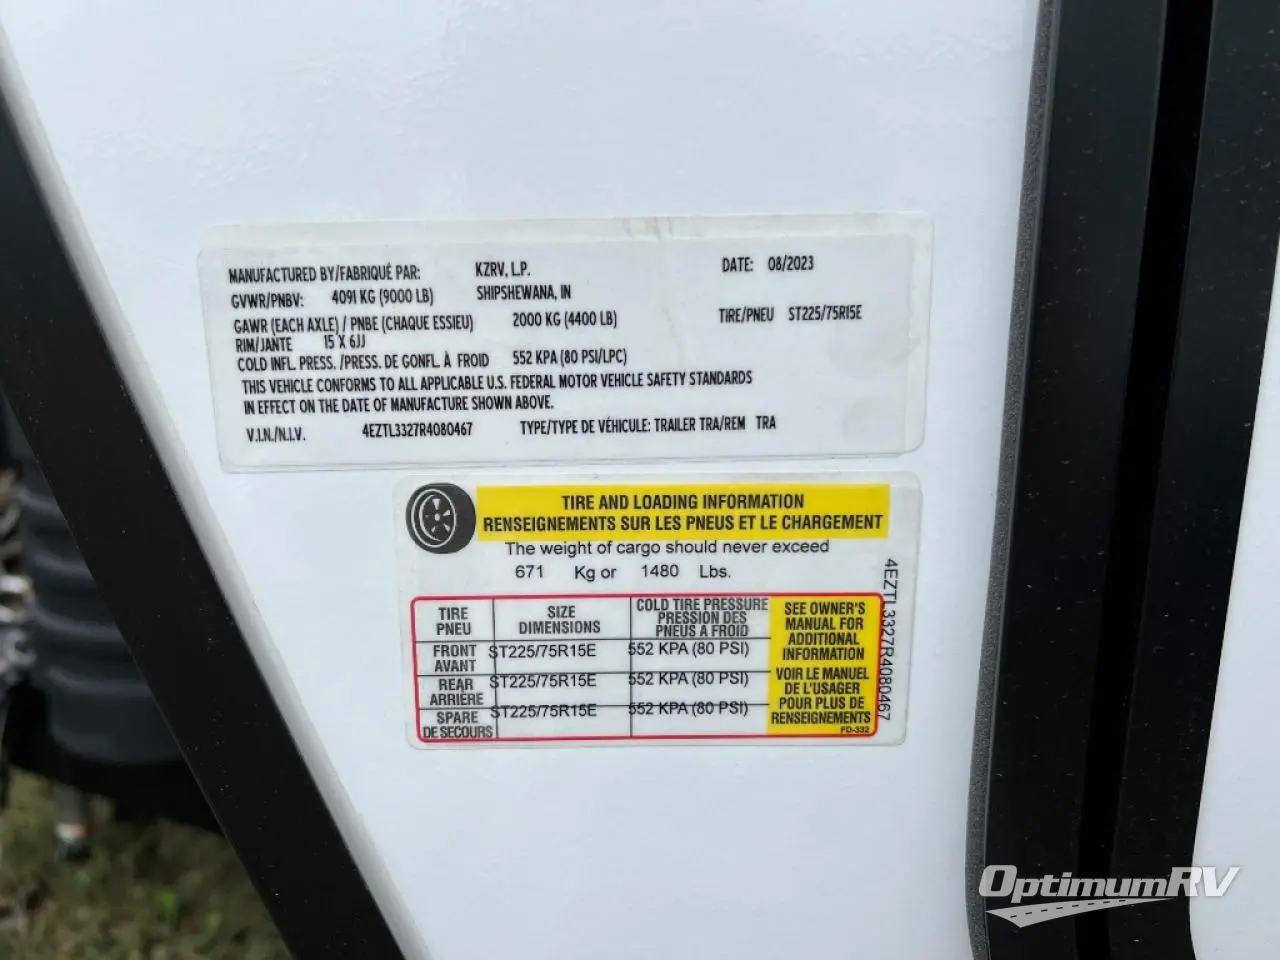 MANUFACTURED BY/FABRIQUÉ PAR: KZRV, L.P. DATE: 08/2023
GVWR/PNBV: 4091 KG (9000 LB) SHIPSHEWANA, IN
GAWR (EACH AXLE) / PNBE (CHAQUE ESSIEU) 2000 KG (4400 LB) TIRE/PNEU ST225/75R15E
RIM/JANTE 15 X 6JJ
COLD INFL. PRESS. /PRESS. DE GONFL. À FROID 552 KPA (80 PSI/LPC)
THIS VEHICLE CONFORMS TO ALL APPLICABLE U.S. FEDERAL MOTOR VEHICLE SAFETY STANDARDS
IN EFFECT ON THE DATE OF MANUFACTURE SHOWN ABOVE.
V.I.N./N.I.V. 4EZTL3327R4080467 TYPE/TYPE DE VÉHICULE: TRAILER TRA/REM TRA
TIRE AND LOADING INFORMATION
RENSEIGNEMENTS SUR LES PNEUS ET LE CHARGEMENT
The weight of cargo should never exceed
671 Kg or 1480 Lbs.
TIRE
PNEU
SIZE
DIMENSIONS
COLD TIRE PRESSURE
PRESSION DES
PNEUS A FROID
FRONT
AVANT
ST225/75R15E
552 KPA (80 PSI)
REAR
ARRIÈRE
ST225/75R15E
552 KPA (80 PSI)
SPARE
DE SECOURS
ST225/75R15E
552 KPA (80 PSI)
SEE OWNER'S
MANUAL FOR
ADDITIONAL
INFORMATION
VOIR LE MANUEL
DE L'USAGER
POUR PLUS DE
RENSEIGNEMENTS
FD-332
4EZTL3327R4080467
OptimumRV